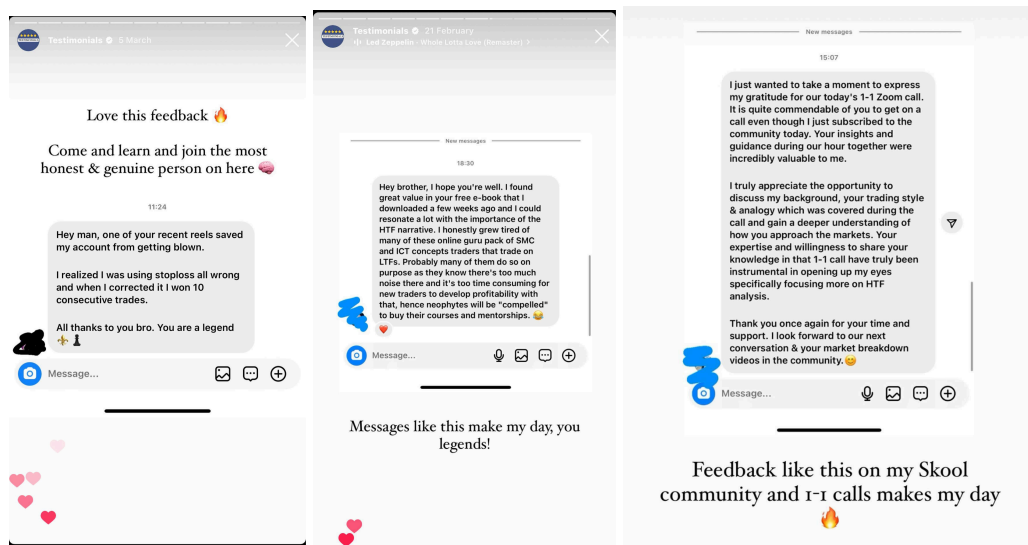 Testimonials 5 March
Love this feedback 🔥
Come and learn and join the most
honest & genuine person on here 🧠
11:24
Hey man, one of your recent reels saved
my account from getting blown.
I realized I was using stoploss all wrong
and when I corrected it I won 10
consecutive trades.
All thanks to you bro. You are a legend
⚜️ ♟️
Message...
Testimonials 21 February
Led Zeppelin · Whole Lotta Love (Remaster) >
New messages
18:30
Hey brother, I hope you're well. I found
great value in your free e-book that I
downloaded a few weeks ago and I could
resonate a lot with the importance of the
HTF narrative. I honestly grew tired of
many of these online guru pack of SMC
and ICT concepts traders that trade on
LTFs. Probably many of them do so on
purpose as they know there's too much
noise there and it's too time consuming for
new traders to develop profitability with
that, hence neophytes will be "compelled"
to buy their courses and mentorships. 😂
❤️
Message...
Messages like this make my day, you
legends!
New messages
15:07
I just wanted to take a moment to express
my gratitude for our today's 1-1 Zoom call.
It is quite commendable of you to get on a
call even though I just subscribed to the
community today. Your insights and
guidance during our hour together were
incredibly valuable to me.
I truly appreciate the opportunity to
discuss my background, your trading style
& analogy which was covered during the
call and gain a deeper understanding of
how you approach the markets. Your
expertise and willingness to share your
knowledge in that 1-1 call have truly been
instrumental in opening up my eyes
specifically focusing more on HTF
analysis.
Thank you once again for your time and
support. I look forward to our next
conversation & your market breakdown
videos in the community.😊
Message...
Feedback like this on my Skool
community and 1-1 calls makes my day
🔥